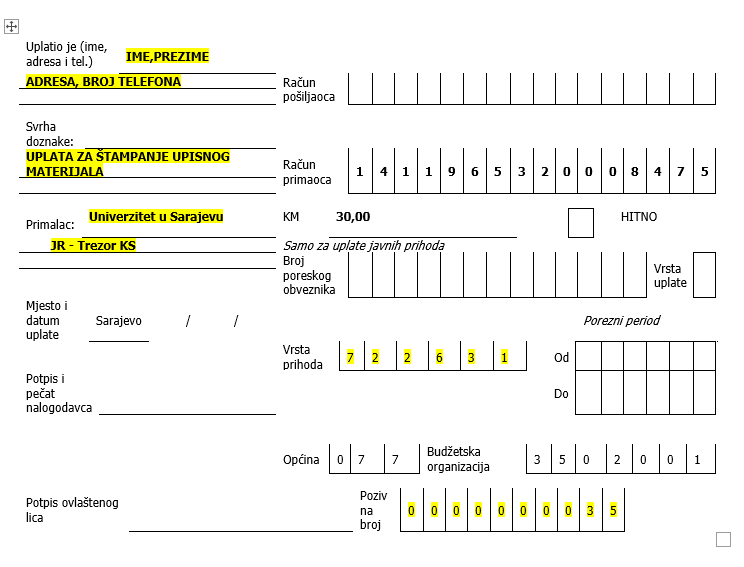 Uplatio je (ime,
adresa i tel.) IME,PREZIME
ADRESA, BROJ TELEFONA
Račun
pošiljaoca
Svrha
doznake:
UPLATA ZA ŠTAMPANJE UPISNOG
MATERIJALA
Račun
primaoca 1 4 1 1 9 6 5 3 2 0 0 0 8 4 7 5
Primalac: Univerzitet u Sarajevu
KM 30,00 HITNO
JR - Trezor KS
Samo za uplate javnih prihoda
Broj
poreskog
obveznika
Vrsta
uplate
Mjesto i
datum
uplate Sarajevo / /
Porezni period
Vrsta
prihoda 7 2 2 6 3 1
Od
Potpis i
pečat
nalogodavca
Do
Općina 0 7 7
Budžetska
organizacija 3 5 0 2 0 0 1
Potpis ovlaštenog
lica
Poziv
na
broj 0 0 0 0 0 0 0 0 3 5